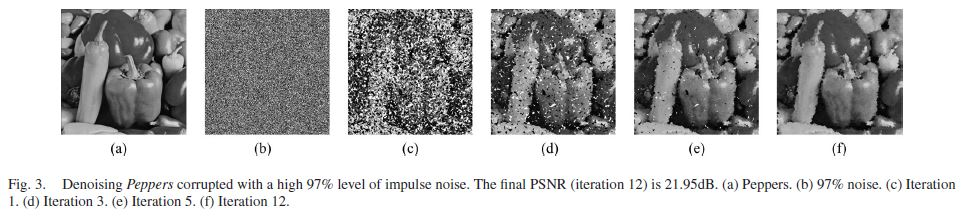 (a) (b) (c) (d) (e) (f)
Fig. 3. Denoising Peppers corrupted with a high 97% level of impulse noise. The final PSNR (iteration 12) is 21.95dB. (a) Peppers. (b) 97% noise. (c) Iteration
1. (d) Iteration 3. (e) Iteration 5. (f) Iteration 12.